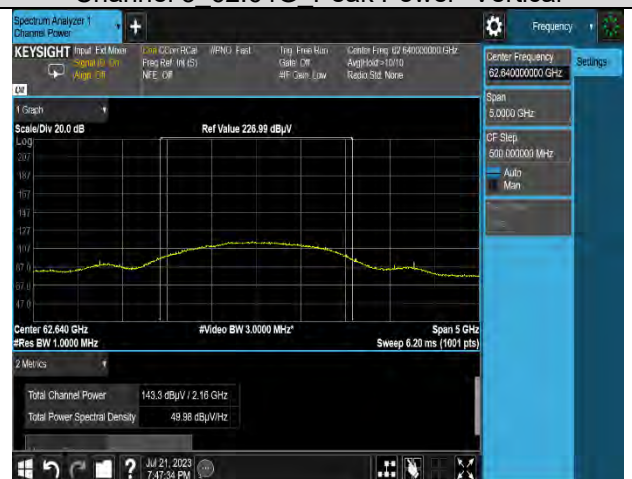 Spectrum Analyzer 1
Channel Power
Frequency
KEYSIGHT Input: Ext Mixer
Signal ID: On
Align: Off
CCorr RCal
Freq Ref: Int (S)
NFE: Off
#PNO: Fast
Trig: Free Run
Gate: Off
#IF Gain: Low
Center Freq: 62.640000000 GHz
Avg|Hold:>10/10
Radio Std: None
Center Frequency
62.640000000 GHz
Settings
Span
5.0000 GHz
CF Step
500.000000 MHz
Auto
Man
1 Graph
Scale/Div 20.0 dB
Ref Value 226.99 dBµV
Log
207
187
167
147
127
107
87.0
67.0
47.0
Center 62.640 GHz
#Video BW 3.0000 MHz*
Span 5 GHz
#Res BW 1.0000 MHz
Sweep 6.20 ms (1001 pts)
2 Metrics
Total Channel Power 143.3 dBµV / 2.16 GHz
Total Power Spectral Density 49.98 dBµV/Hz
?
Jul 21, 2023
7:47:34 PM